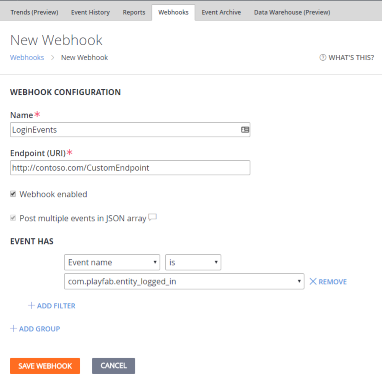 Trends (Preview) Event History Reports Webhooks Event Archive Data Warehouse (Preview)
New Webhook
Webhooks > New Webhook
? WHAT'S THIS?
WEBHOOK CONFIGURATION
Name*
LoginEvents
Endpoint (URI)*
http://contoso.com/CustomEndpoint
Webhook enabled
Post multiple events in JSON array
EVENT HAS
Event name is
com.playfab.entity_logged_in REMOVE
+ ADD FILTER
+ ADD GROUP
SAVE WEBHOOK CANCEL